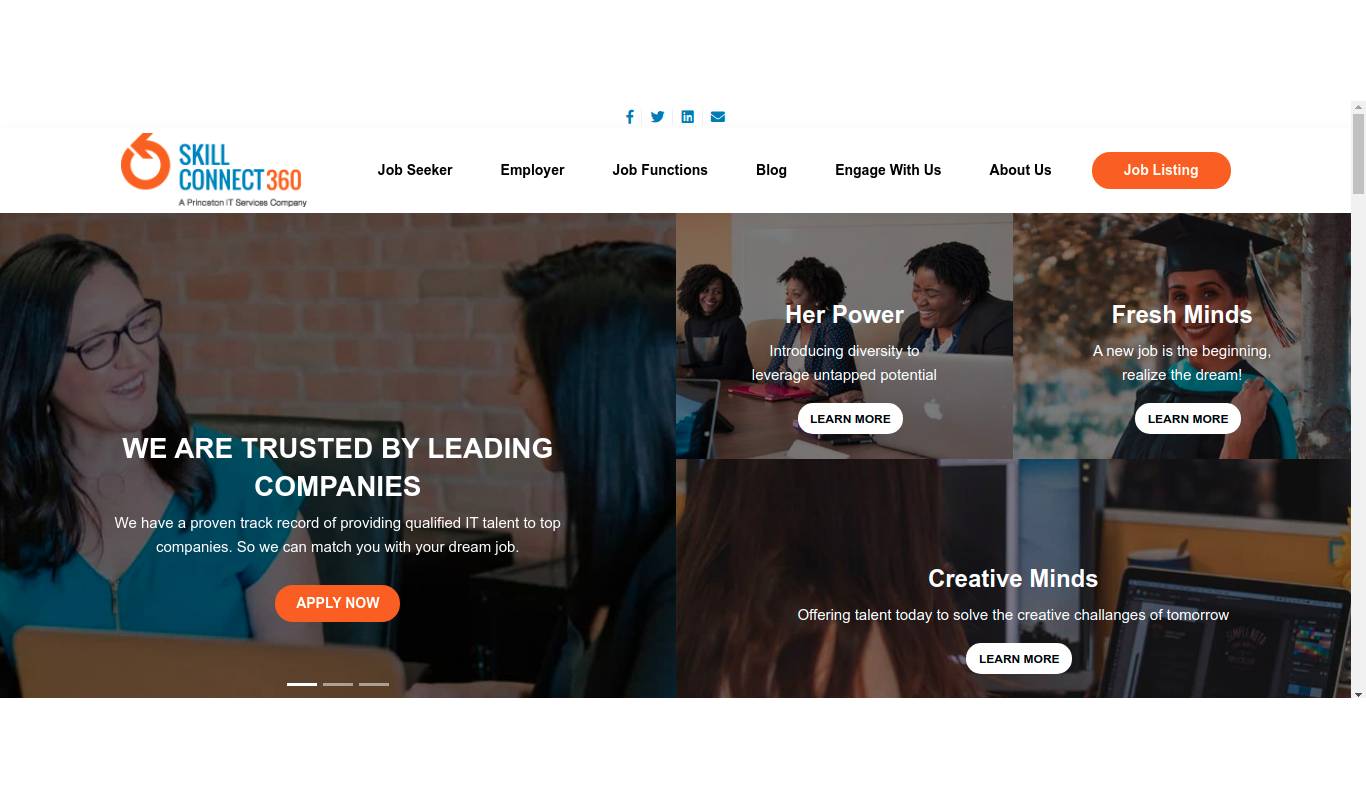 SKILL
CONNECT360
A Princeton IT Services Company
Job Seeker
Employer
Job Functions
Blog
Engage With Us
About Us
Job Listing
WE ARE TRUSTED BY LEADING
COMPANIES
We have a proven track record of providing qualified IT talent to top
companies. So we can match you with your dream job.
APPLY NOW
Her Power
Introducing diversity to
leverage untapped potential
LEARN MORE
Fresh Minds
A new job is the beginning,
realize the dream!
LEARN MORE
Creative Minds
Offering talent today to solve the creative challanges of tomorrow
LEARN MORE